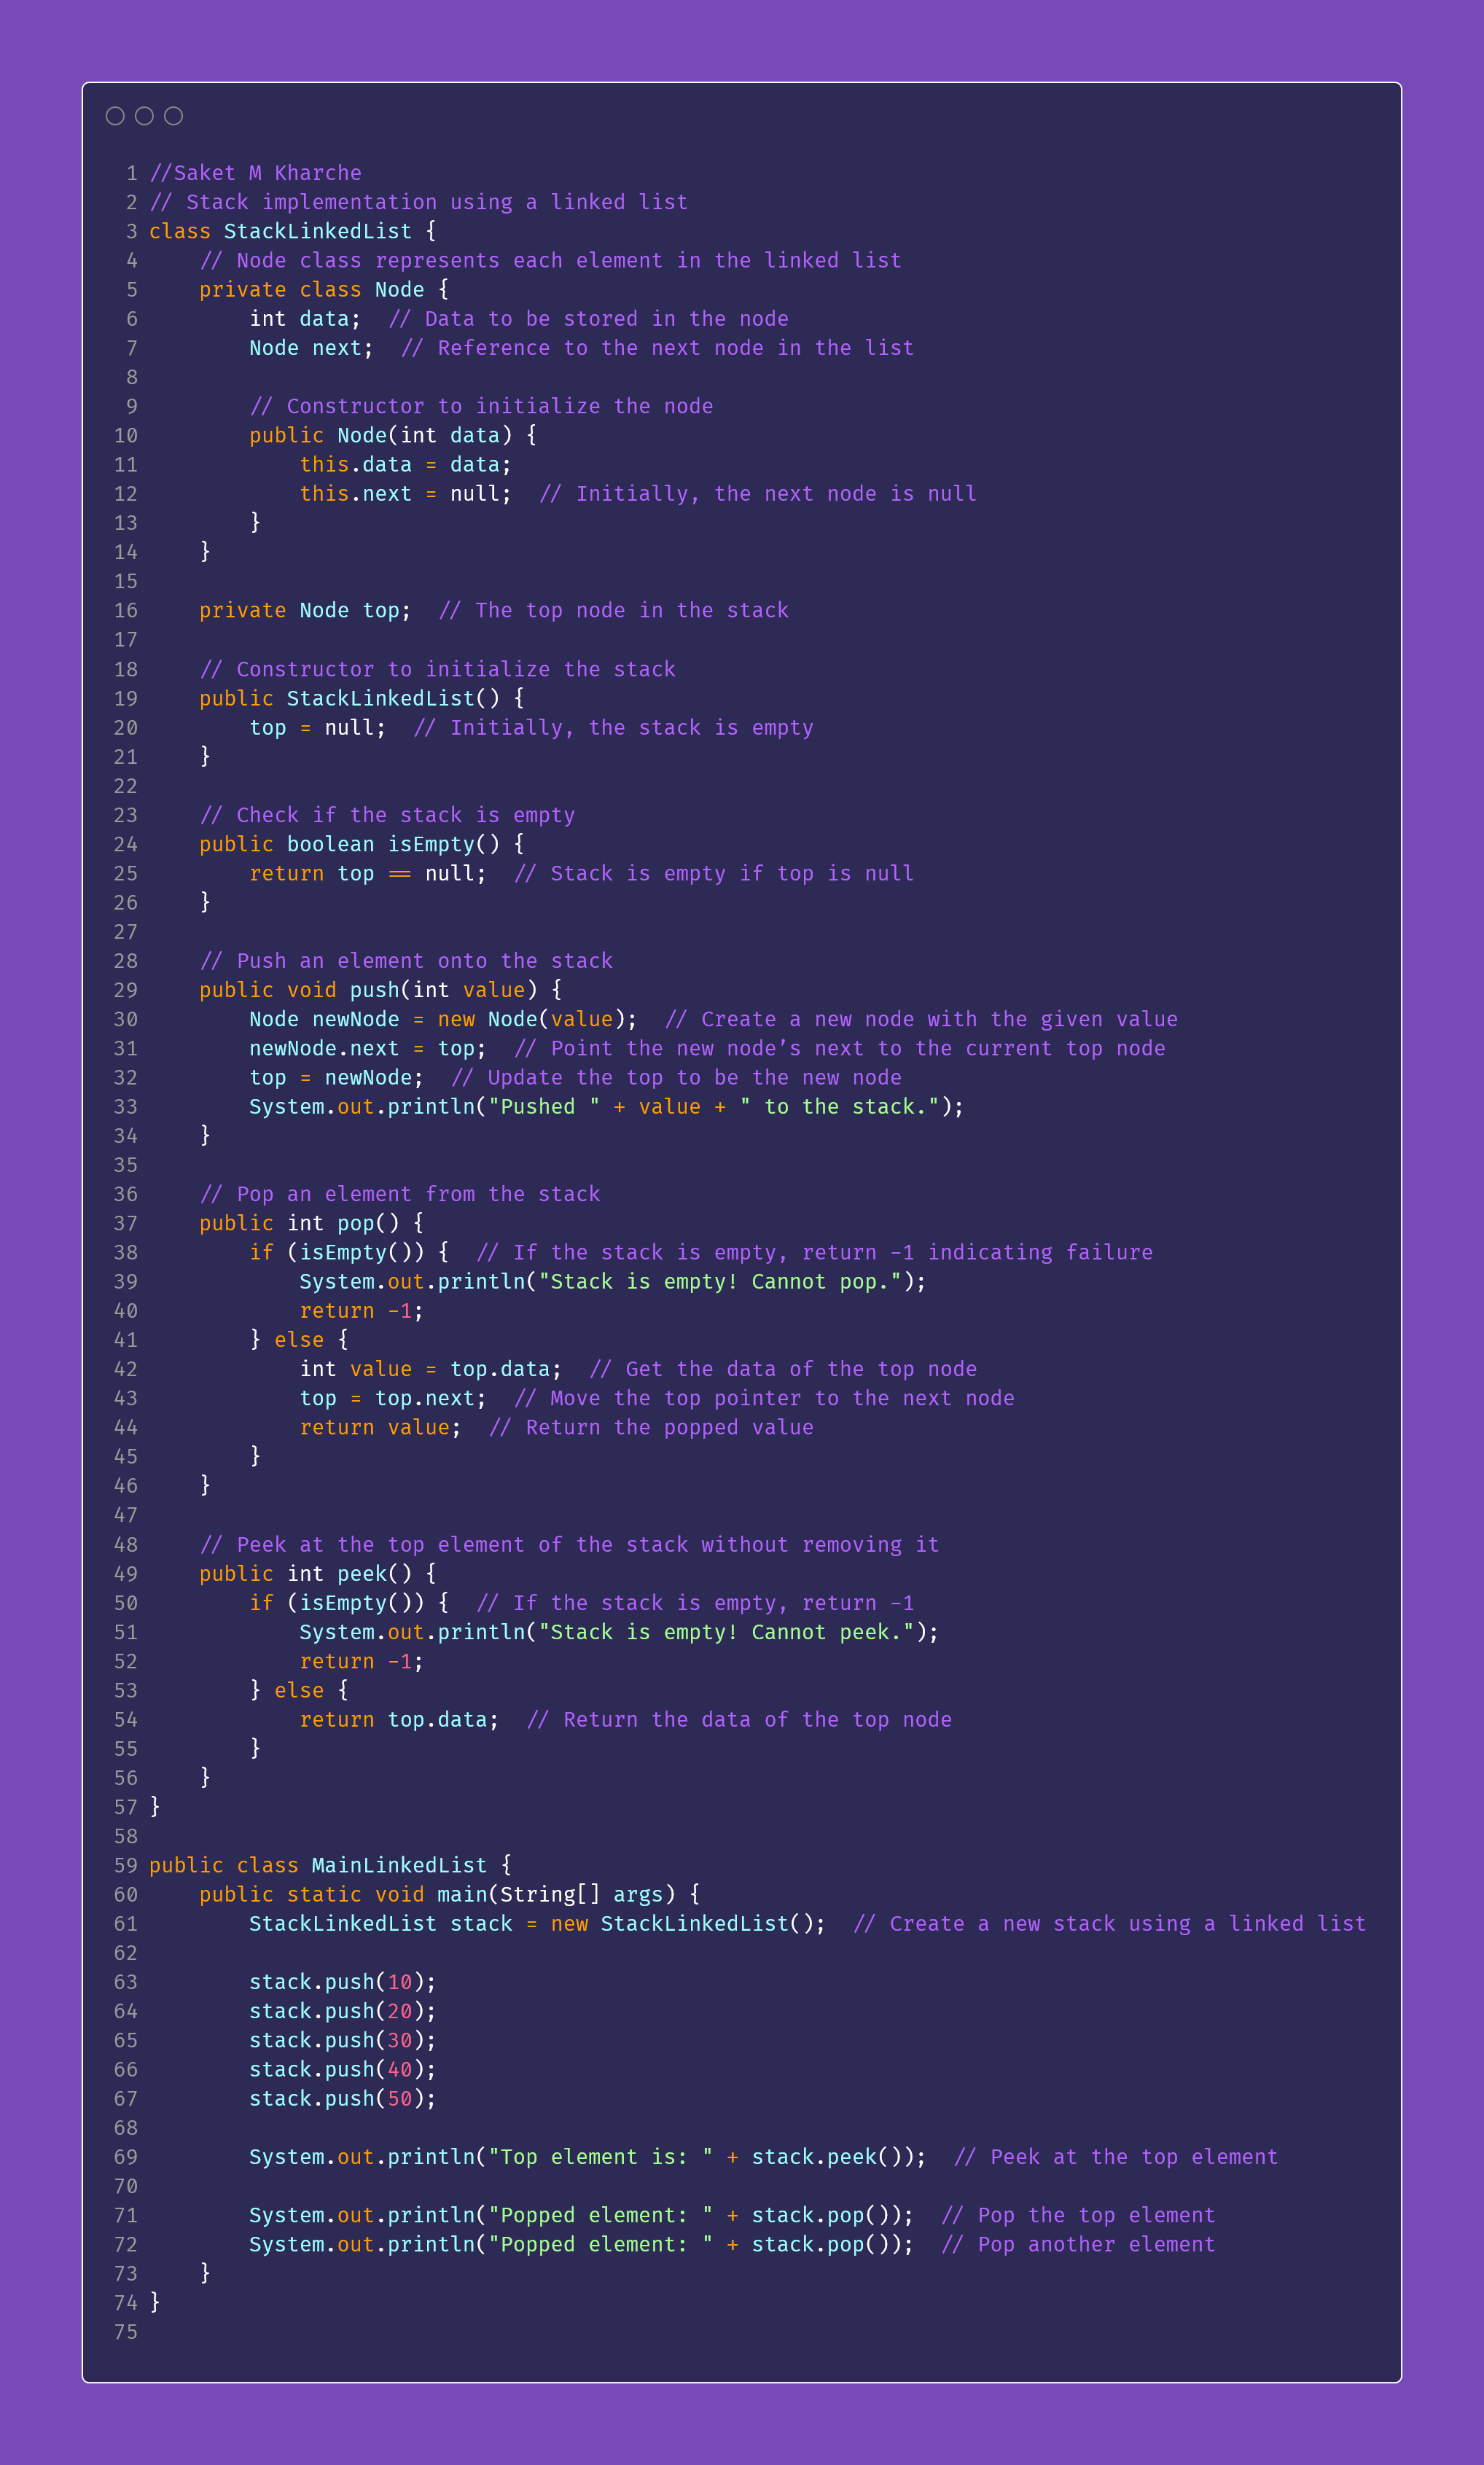 1 //Saket M Kharche
2 // Stack implementation using a linked list
3 class StackLinkedList {
4     // Node class represents each element in the linked list
5     private class Node {
6         int data;  // Data to be stored in the node
7         Node next;  // Reference to the next node in the list
8
9         // Constructor to initialize the node
10         public Node(int data) {
11             this.data = data;
12             this.next = null;  // Initially, the next node is null
13         }
14     }
15
16     private Node top;  // The top node in the stack
17
18     // Constructor to initialize the stack
19     public StackLinkedList() {
20         top = null;  // Initially, the stack is empty
21     }
22
23     // Check if the stack is empty
24     public boolean isEmpty() {
25         return top == null;  // Stack is empty if top is null
26     }
27
28     // Push an element onto the stack
29     public void push(int value) {
30         Node newNode = new Node(value);  // Create a new node with the given value
31         newNode.next = top;  // Point the new node’s next to the current top node
32         top = newNode;  // Update the top to be the new node
33         System.out.println("Pushed " + value + " to the stack.");
34     }
35
36     // Pop an element from the stack
37     public int pop() {
38         if (isEmpty()) {  // If the stack is empty, return -1 indicating failure
39             System.out.println("Stack is empty! Cannot pop.");
40             return -1;
41         } else {
42             int value = top.data;  // Get the data of the top node
43             top = top.next;  // Move the top pointer to the next node
44             return value;  // Return the popped value
45         }
46     }
47
48     // Peek at the top element of the stack without removing it
49     public int peek() {
50         if (isEmpty()) {  // If the stack is empty, return -1
51             System.out.println("Stack is empty! Cannot peek.");
52             return -1;
53         } else {
54             return top.data;  // Return the data of the top node
55         }
56     }
57 }
58
59 public class MainLinkedList {
60     public static void main(String[] args) {
61         StackLinkedList stack = new StackLinkedList();  // Create a new stack using a linked list
62
63         stack.push(10);
64         stack.push(20);
65         stack.push(30);
66         stack.push(40);
67         stack.push(50);
68
69         System.out.println("Top element is: " + stack.peek());  // Peek at the top element
70
71         System.out.println("Popped element: " + stack.pop());  // Pop the top element
72         System.out.println("Popped element: " + stack.pop());  // Pop another element
73     }
74 }
75